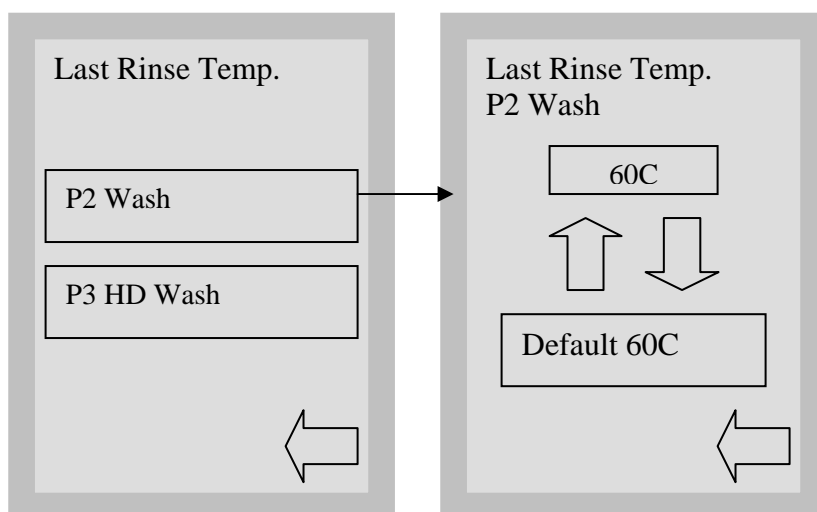 Last Rinse Temp.
P2 Wash
P3 HD Wash
Last Rinse Temp.
P2 Wash
60C
Default 60C